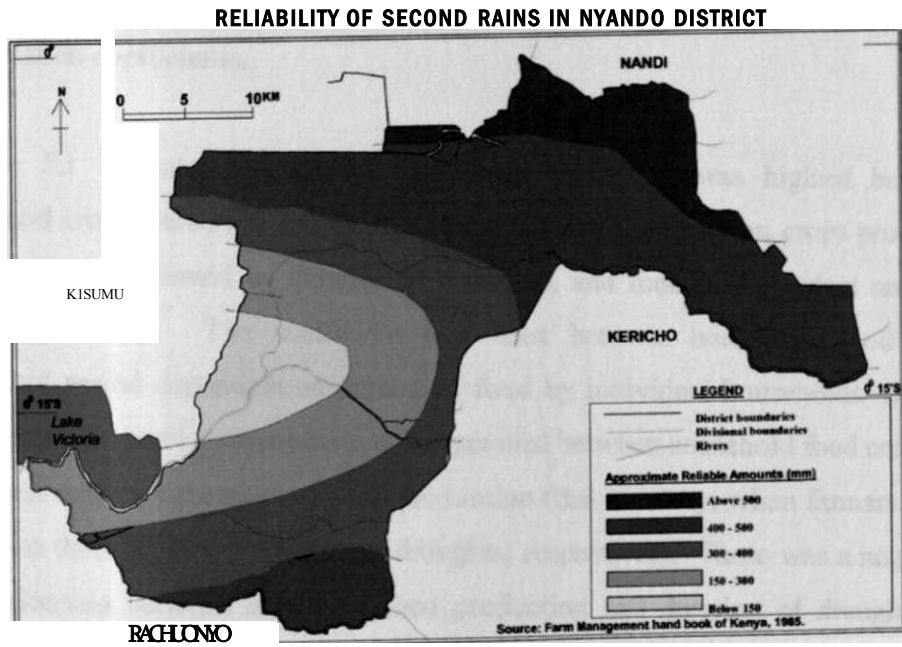 RELIABILITY OF SECOND RAINS IN NYANDO DISTRICT
0'
NANDI
N
0 5 10KM
K1SUMU
KERICHO
0' 15'S
0' 15'S
Lake
Victoria
LEGEND
District boundaries
Divisional boundaries
Rivers
Approximate Reliable Amounts (mm)
Above 500
400 - 500
300 - 400
150 - 300
Below 150
RACHUONYO
Source: Farm Management hand book of Kenya, 1985.